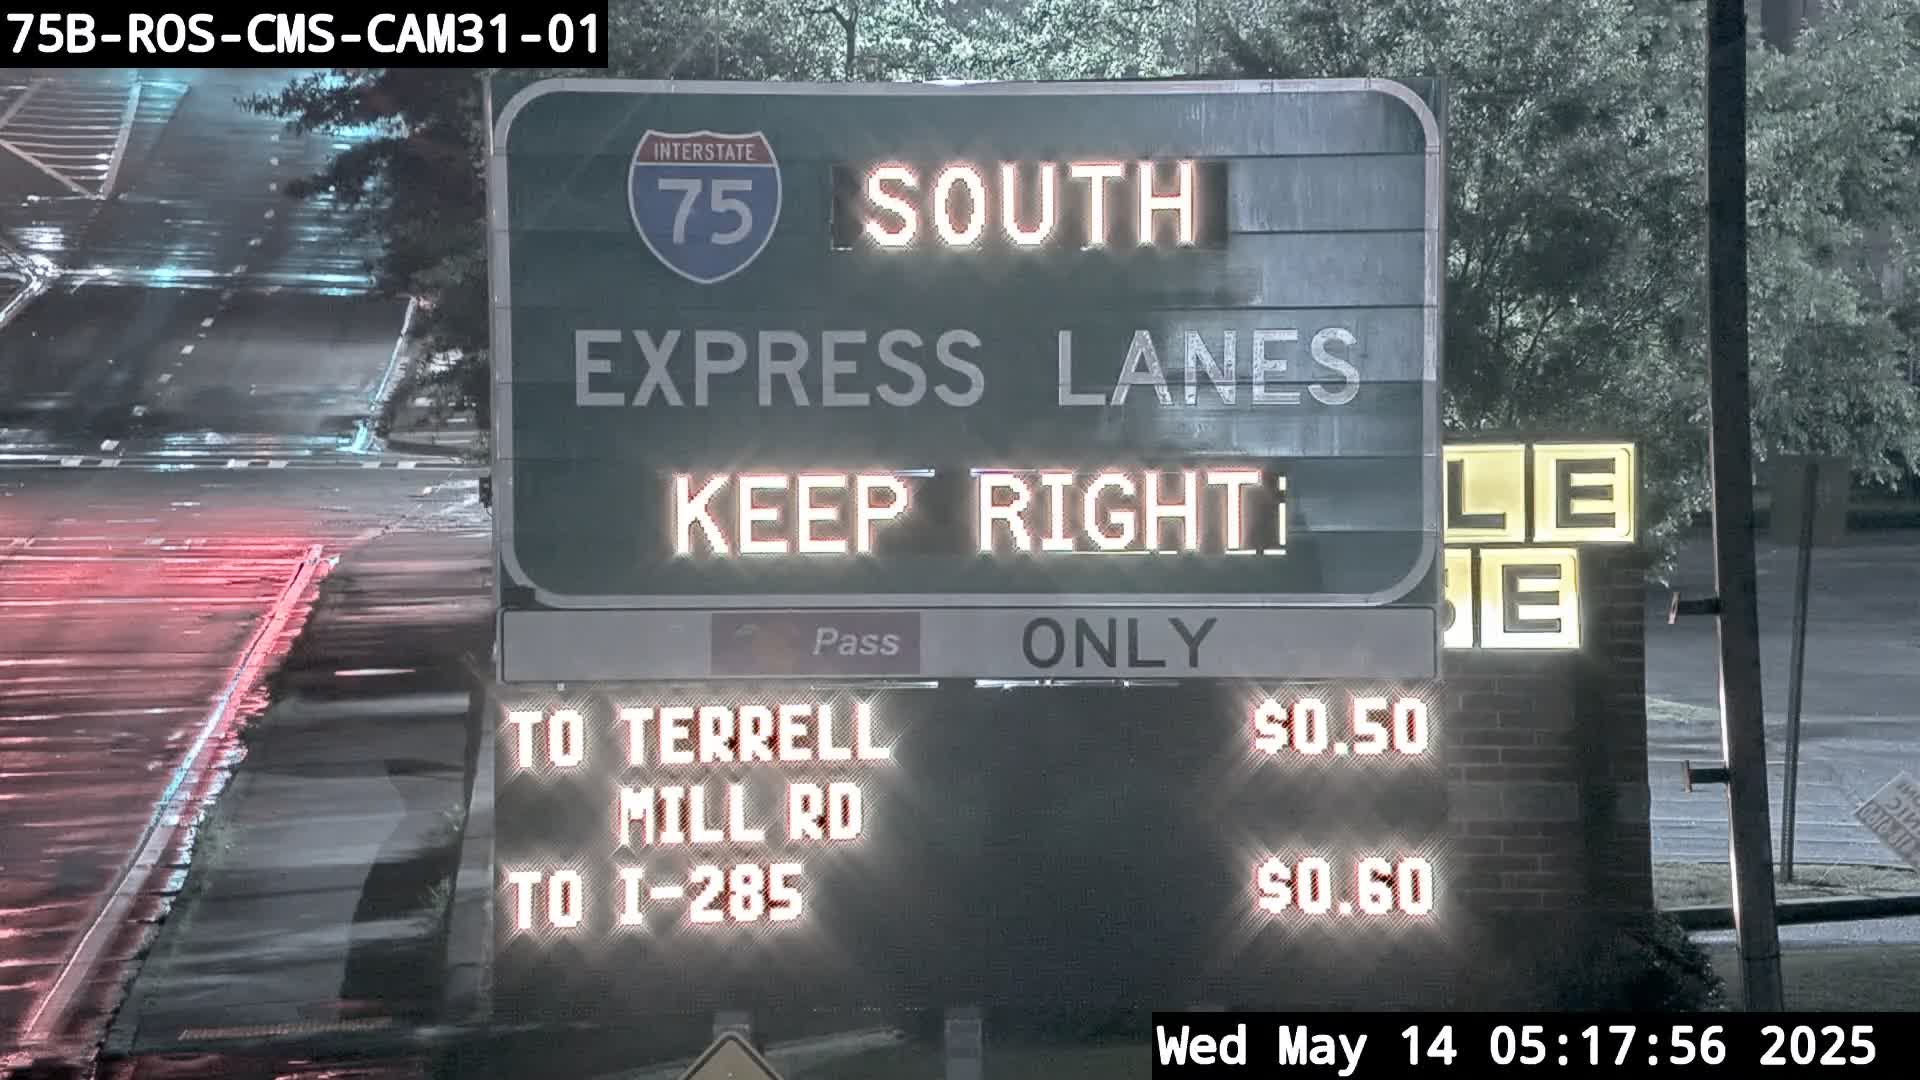 75B-ROS-CMS-CAM31-01
INTERSTATE
75
SOUTH
EXPRESS LANES
KEEP RIGHT
Pass ONLY
TO TERRELL $0.50
MILL RD
TO I-285 $0.60
LE
E
Wed May 14 05:17:56 2025